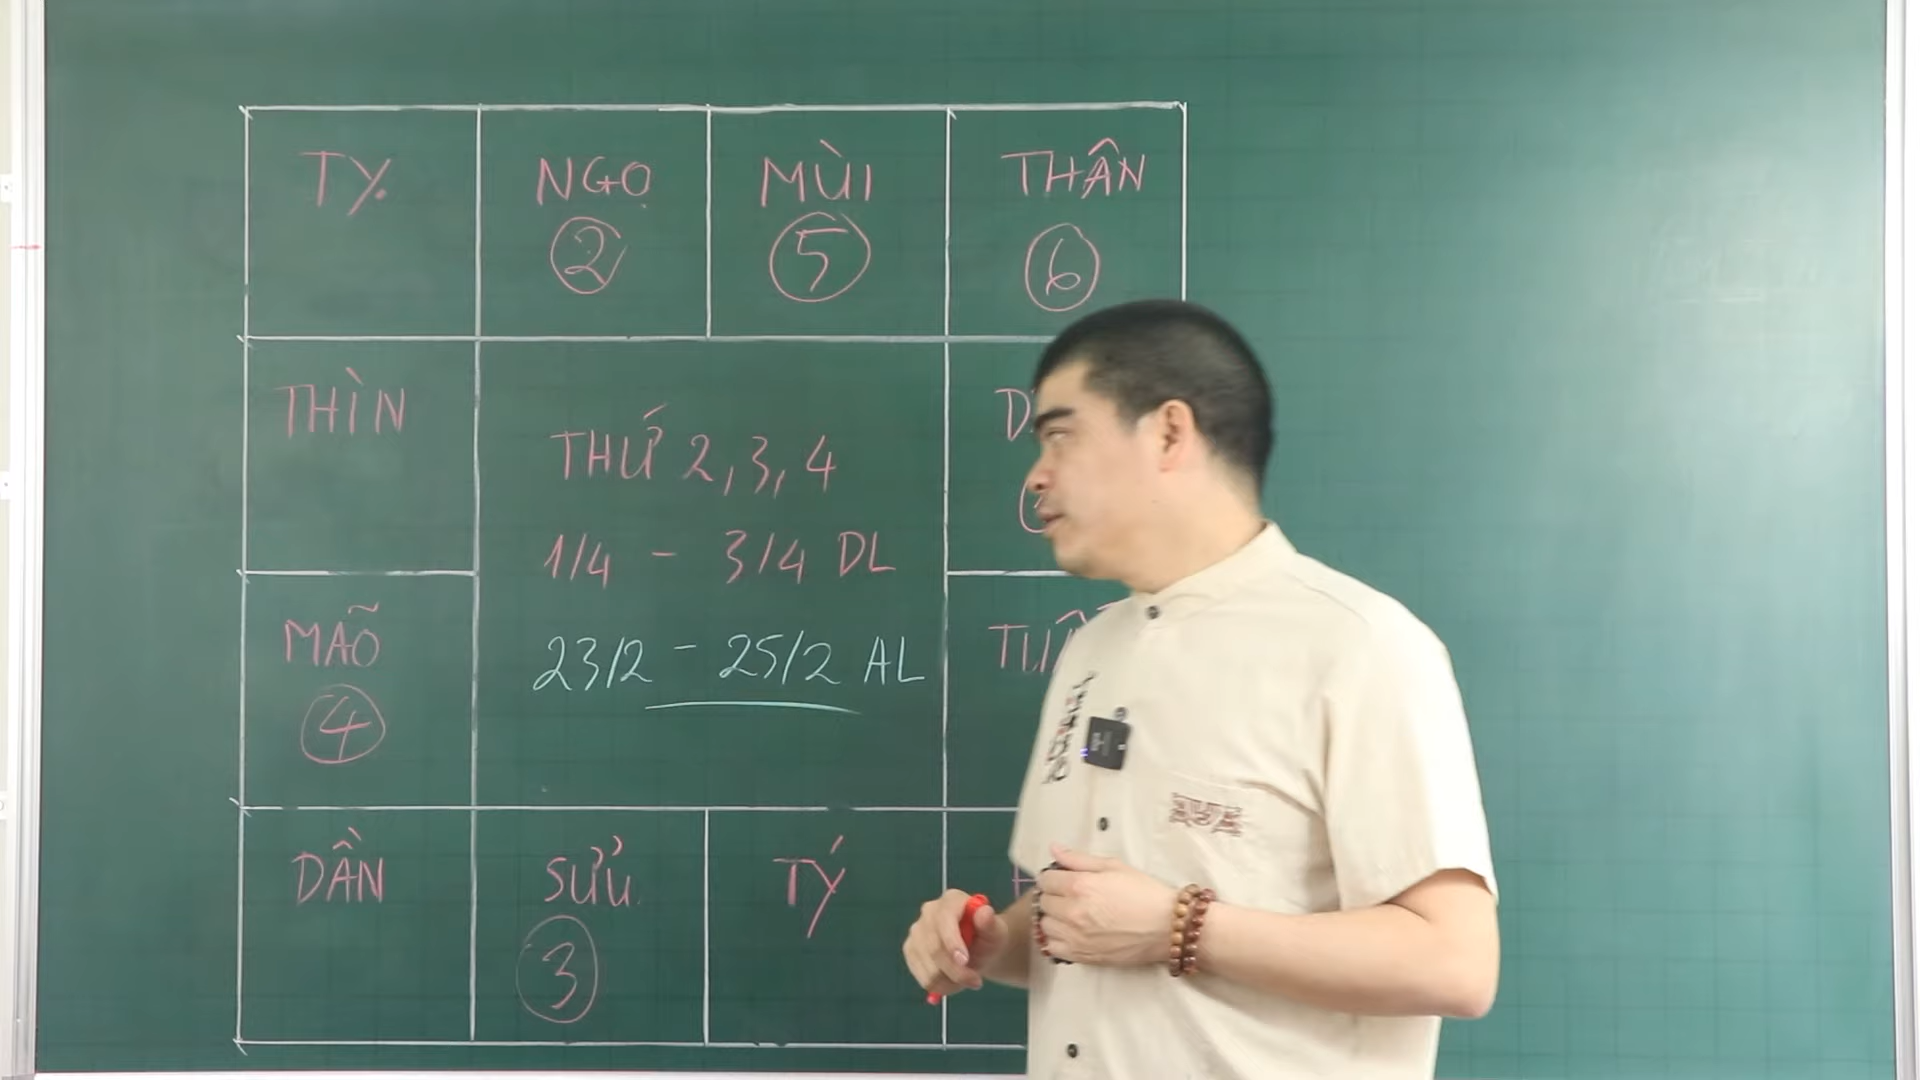 TỴ
NGỌ
2
MÙI
5
THÂN
6
THÌN
THỨ 2, 3, 4
1/4 - 3/4 DL
23/2 - 25/2 AL
MÃO
4
DẦN
SỬU
3
TÝ